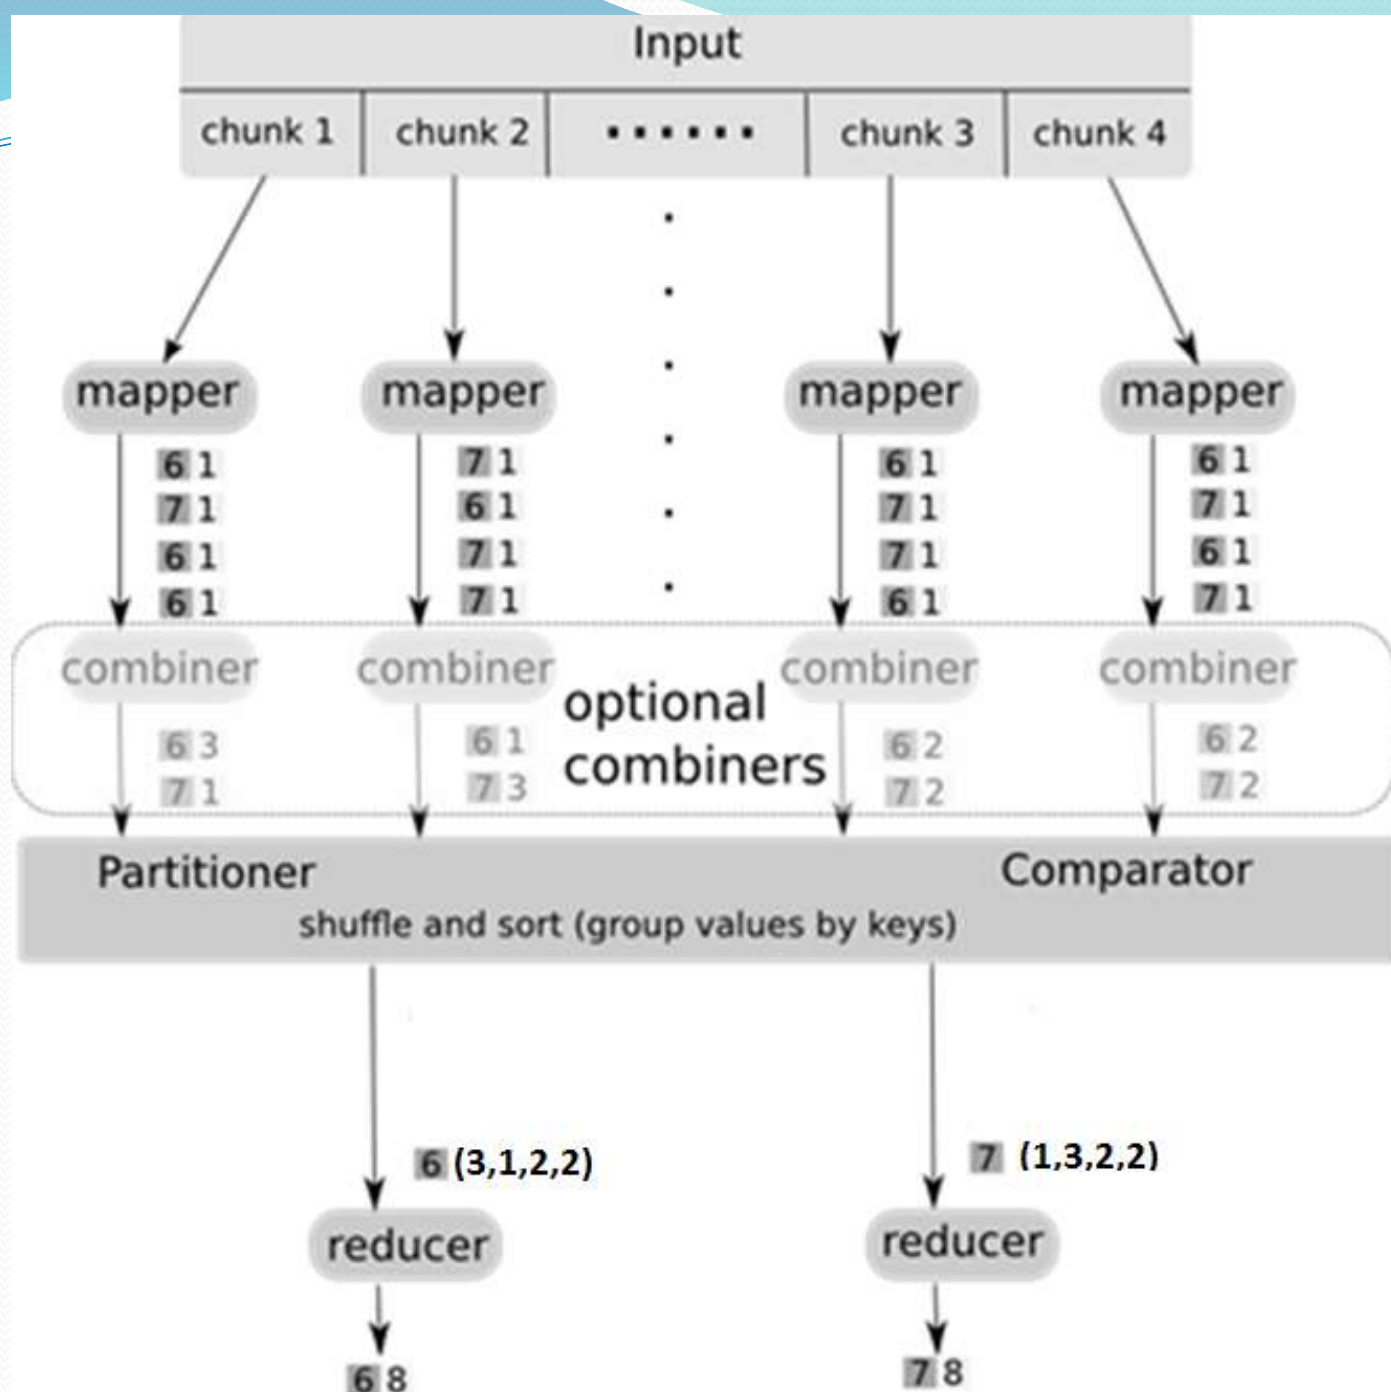 Input
chunk 1 chunk 2 ...... chunk 3 chunk 4
mapper mapper mapper mapper
6 1 7 1 6 1 6 1
7 1 6 1 7 1 7 1
6 1 7 1 7 1 6 1
6 1 7 1 6 1 7 1
combiner combiner combiner combiner
optional
combiners
6 3 6 1 6 2 6 2
7 1 7 3 7 2 7 2
Partitioner Comparator
shuffle and sort (group values by keys)
6 (3,1,2,2) 7 (1,3,2,2)
reducer reducer
6 8 7 8